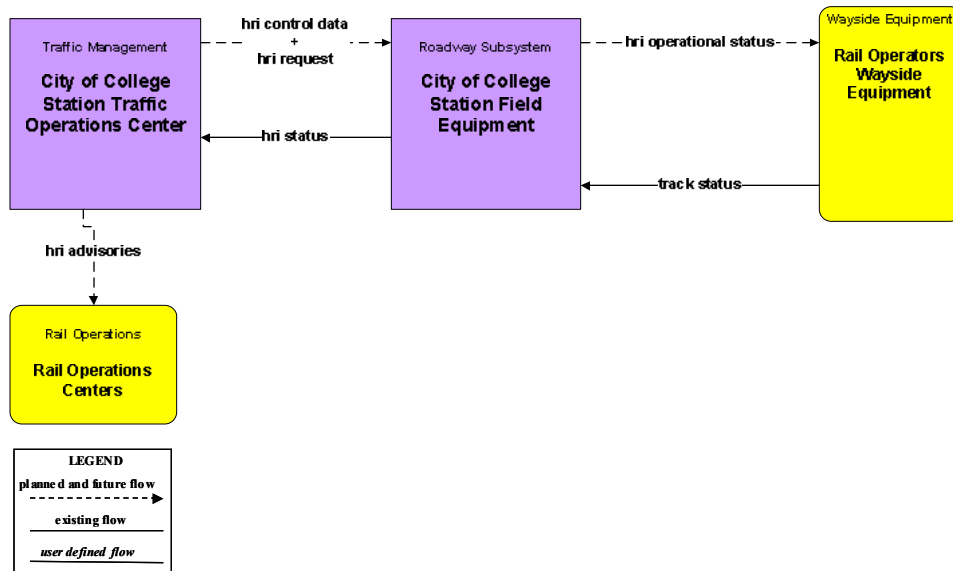 Traffic Management
City of College
Station Traffic
Operations Center
hri control data
+
hri request
hri status
Roadway Subsystem
City of College
Station Field
Equipment
hri operational status
track status
Wayside Equipment
Rail Operators
Wayside
Equipment
hri advisories
Rail Operations
Rail Operations
Centers
LEGEND
planned and future flow
existing flow
user defined flow